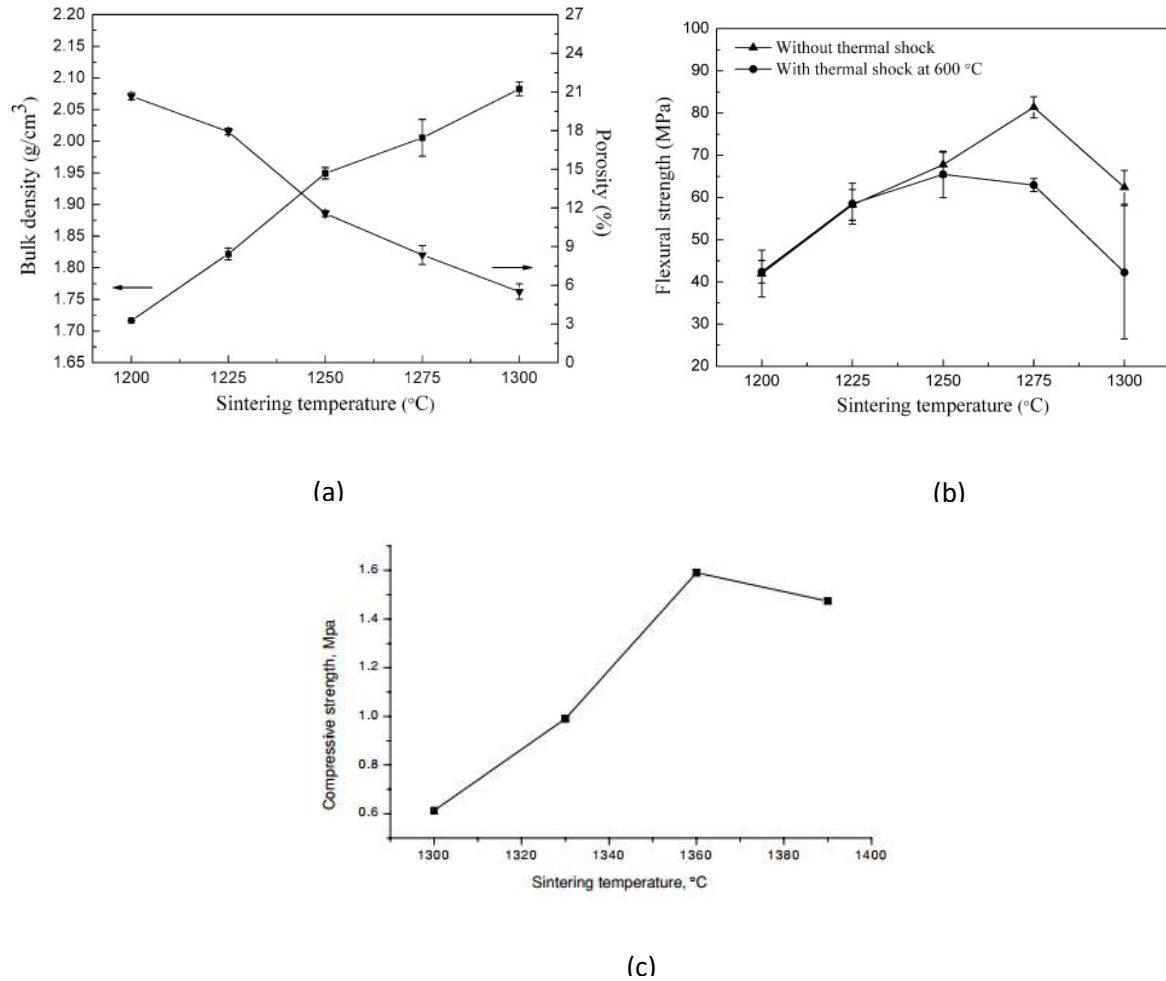 2.20
2.15
2.10
2.05
2.00
1.95
1.90
1.85
1.80
1.75
1.70
1.65
Bulk density (g/cm³)
27
24
21
18
15
12
9
6
3
0
Porosity (%)
1200 1225 1250 1275 1300
Sintering temperature (°C)
(a)
100
90
80
70
60
50
40
30
20
Flexural strength (MPa)
Without thermal shock
With thermal shock at 600 °C
1200 1225 1250 1275 1300
Sintering temperature (°C)
(b)
1.6
1.4
1.2
1.0
0.8
0.6
Compressive strength, Mpa
1300 1320 1340 1360 1380 1400
Sintering temperature, °C
(c)